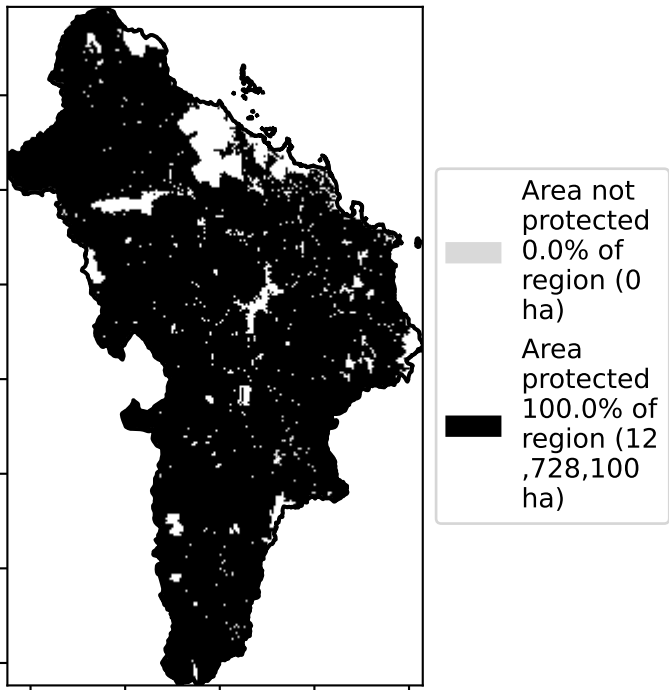 Area not
protected
0.0% of
region (0
ha)
Area
protected
100.0% of
region (12
,728,100
ha)